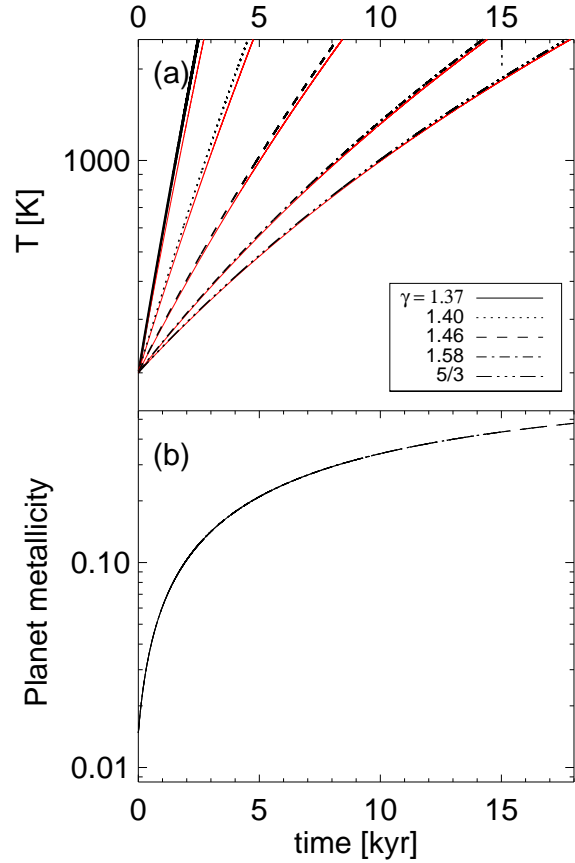 0 5 10 15
(a)
1000
T [K]
γ = 1.37
1.40
1.46
1.58
5/3
(b)
0.10
0.01
Planet metallicity
0 5 10 15
time [kyr]